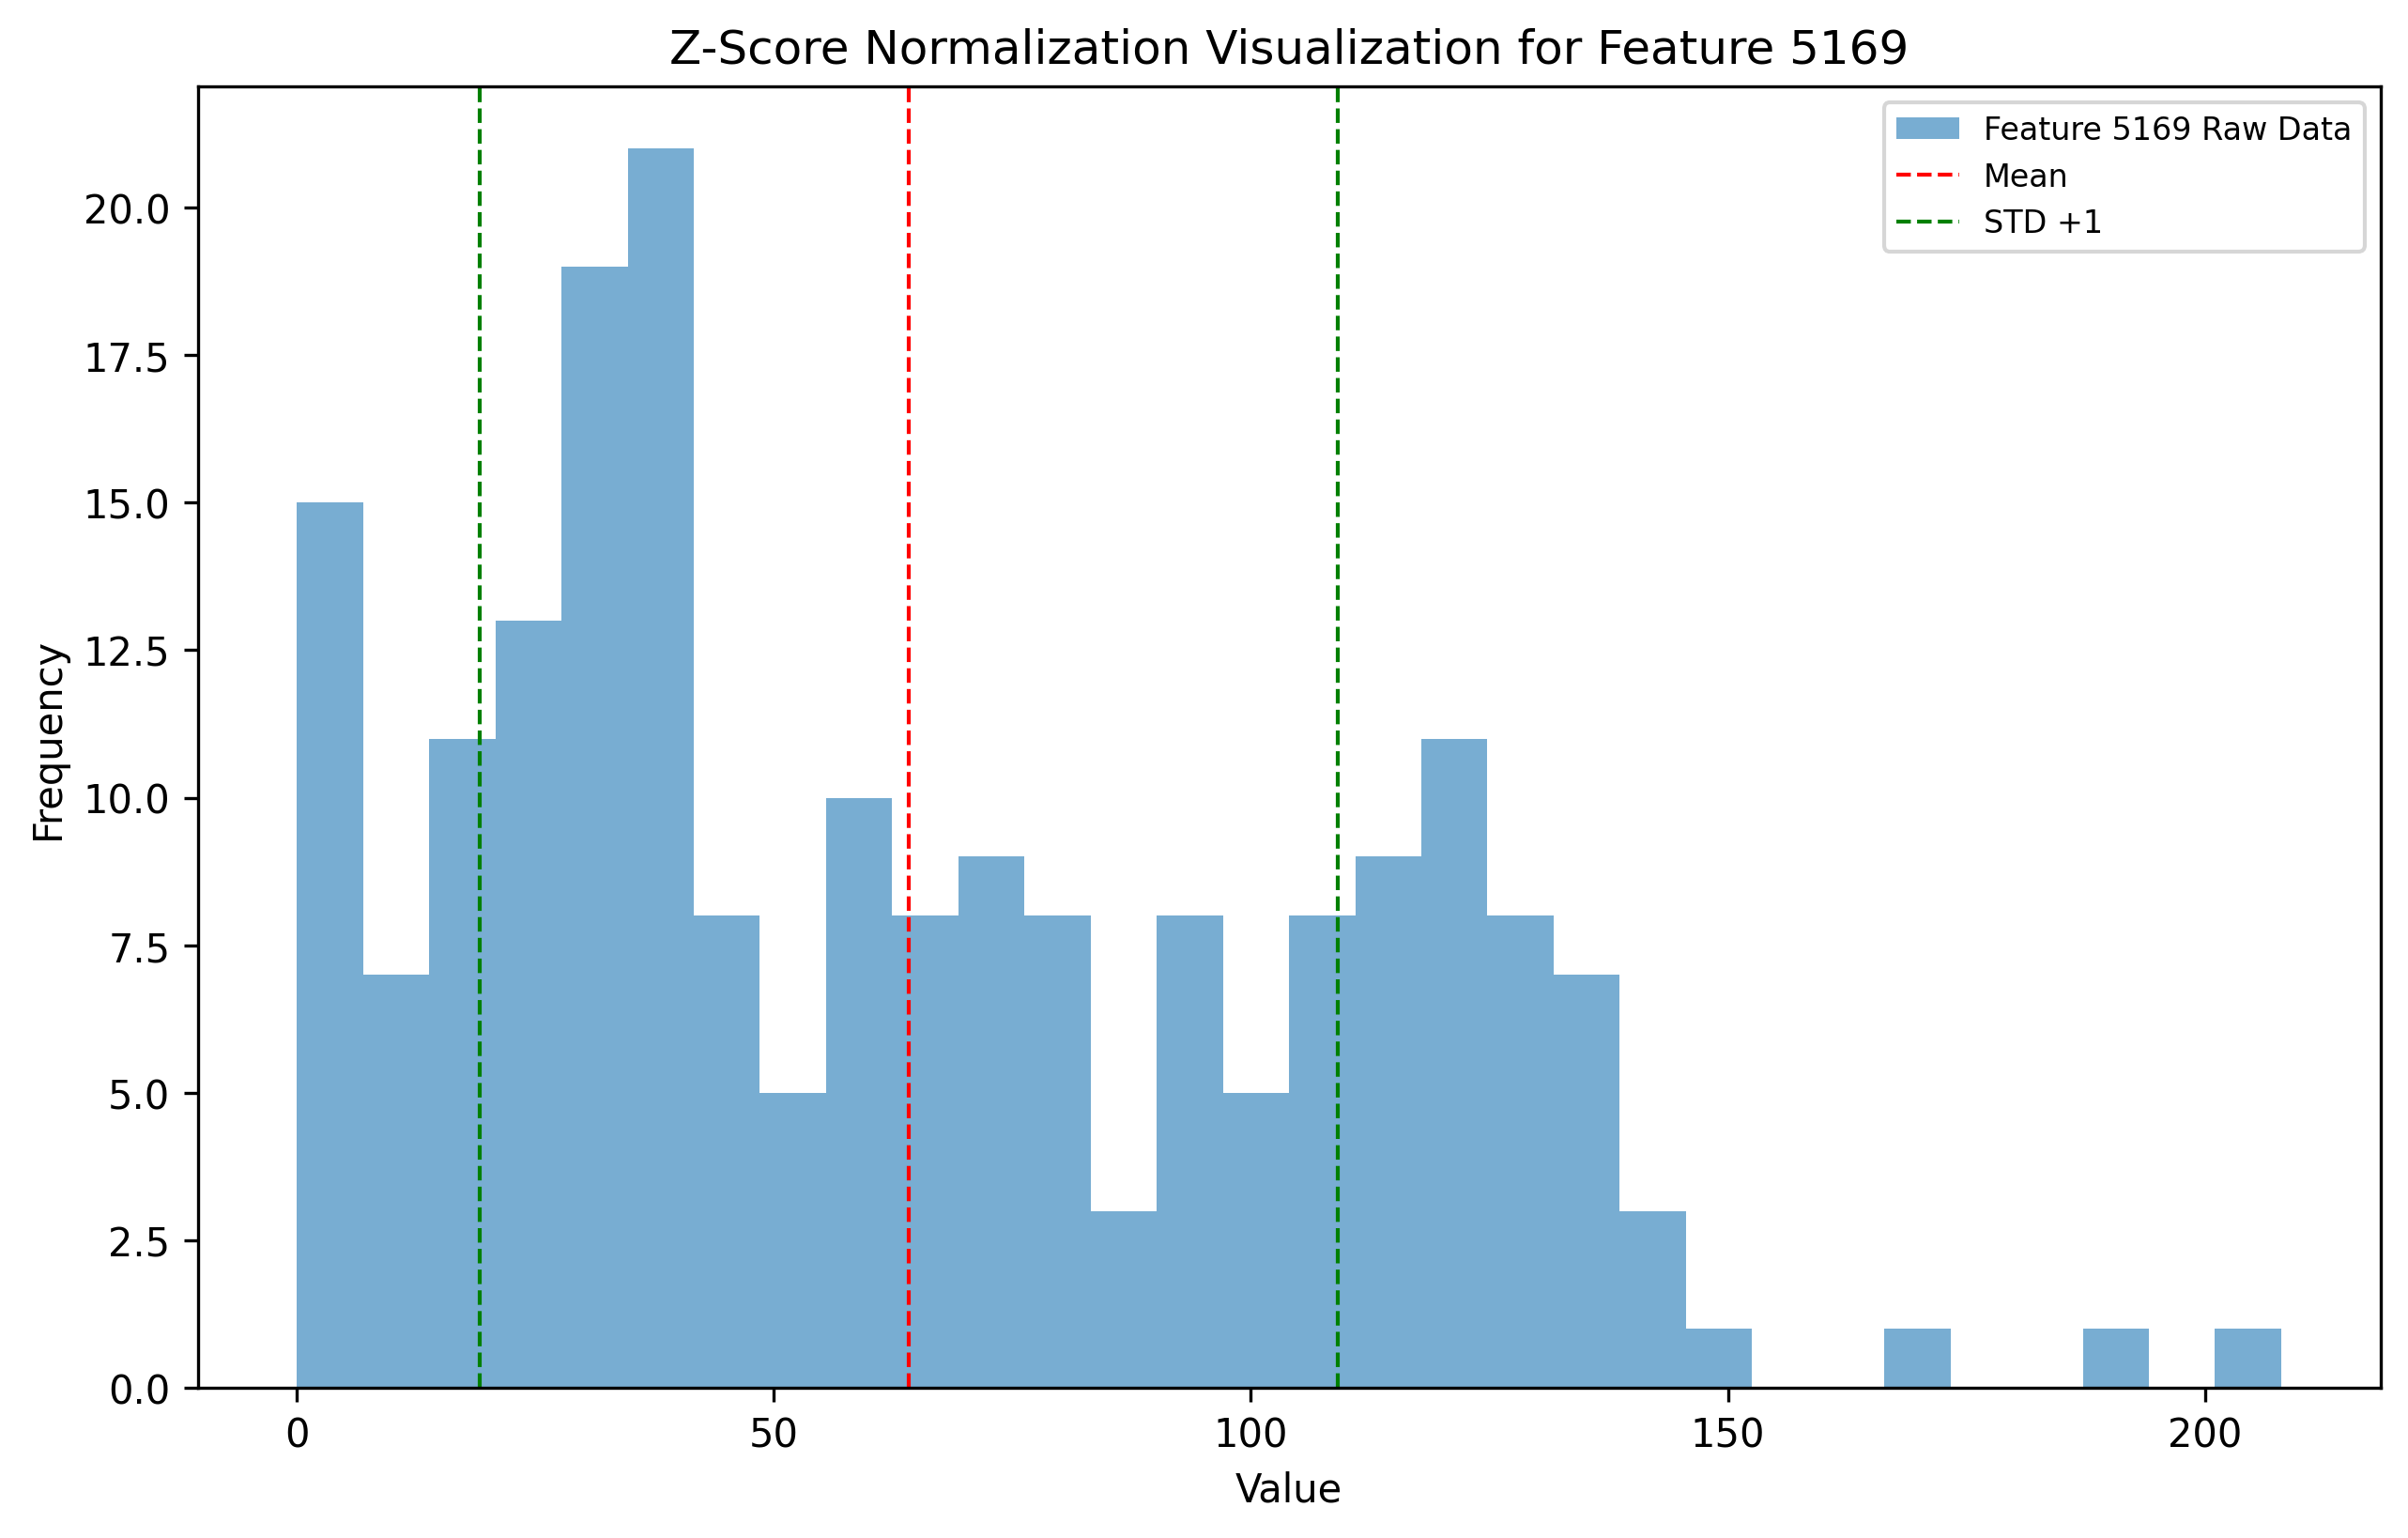 Z-Score Normalization Visualization for Feature 5169
Feature 5169 Raw Data
Mean
STD +1
20.0
17.5
15.0
12.5
10.0
7.5
5.0
2.5
0.0
Frequency
0 50 100 150 200
Value